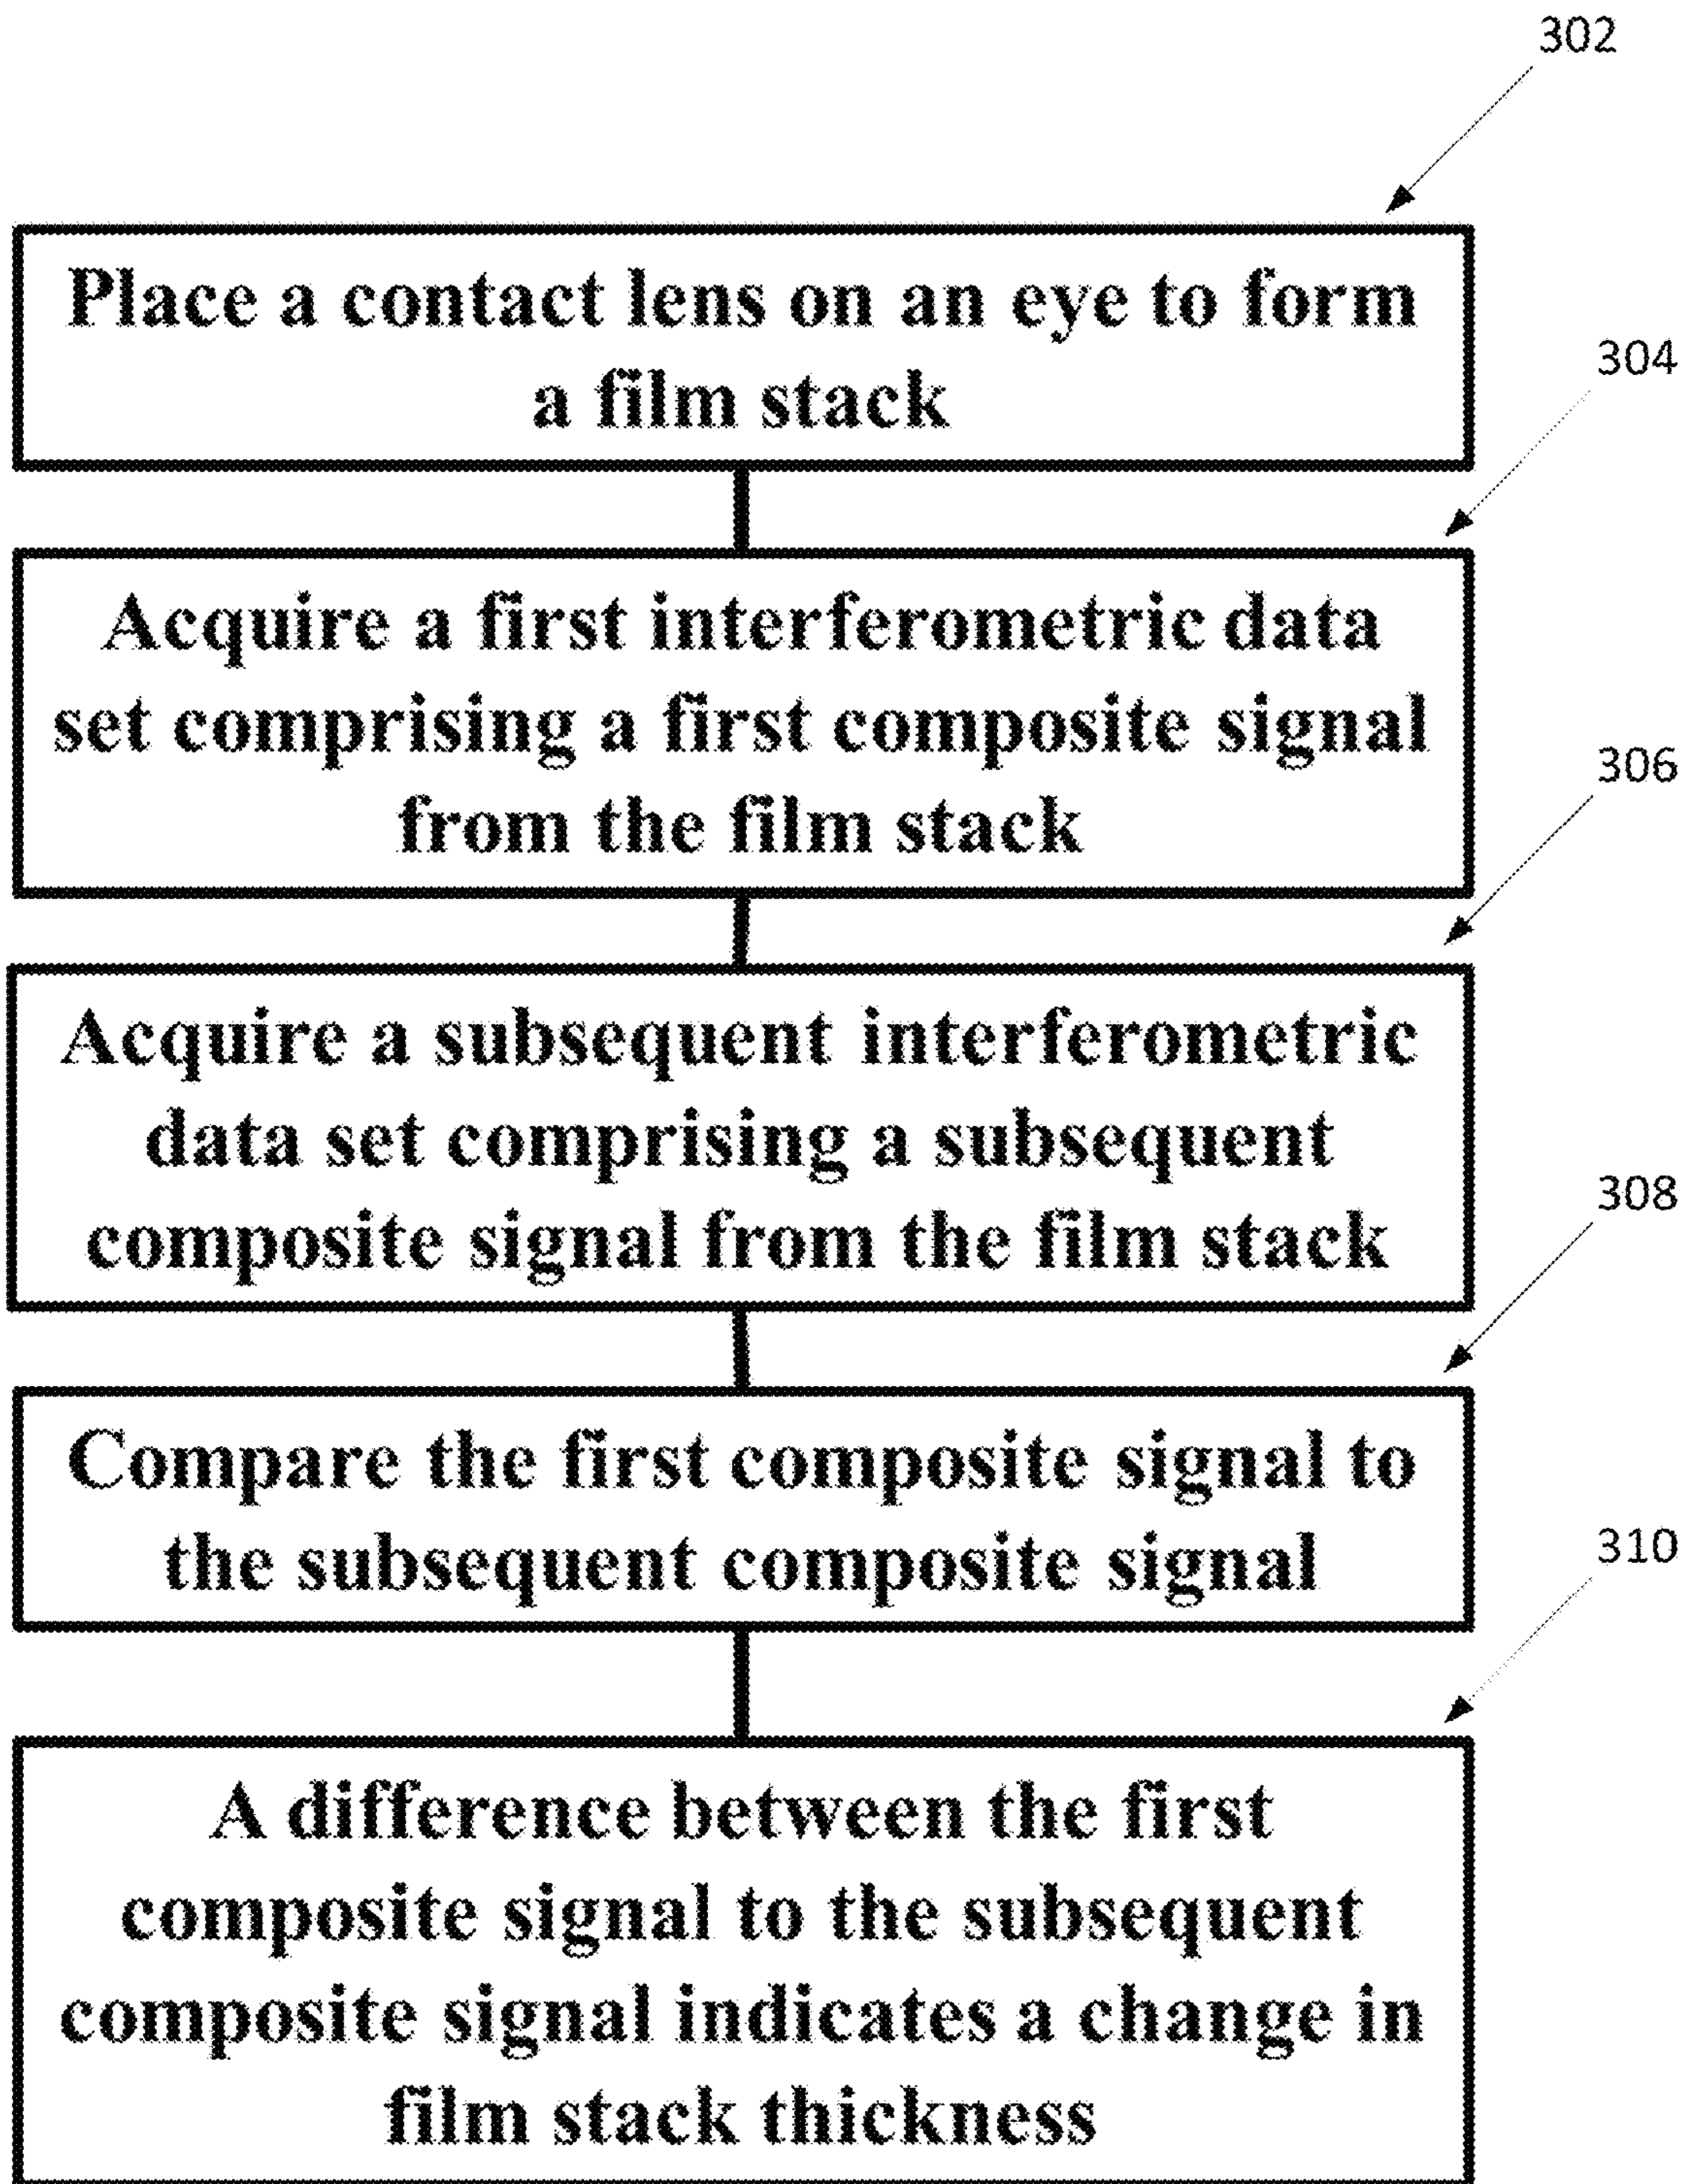 302
Place a contact lens on an eye to form
a film stack
304
Acquire a first interferometric data
set comprising a first composite signal
from the film stack
306
Acquire a subsequent interferometric
data set comprising a subsequent
composite signal from the film stack
308
Compare the first composite signal to
the subsequent composite signal
310
A difference between the first
composite signal to the subsequent
composite signal indicates a change in
film stack thickness